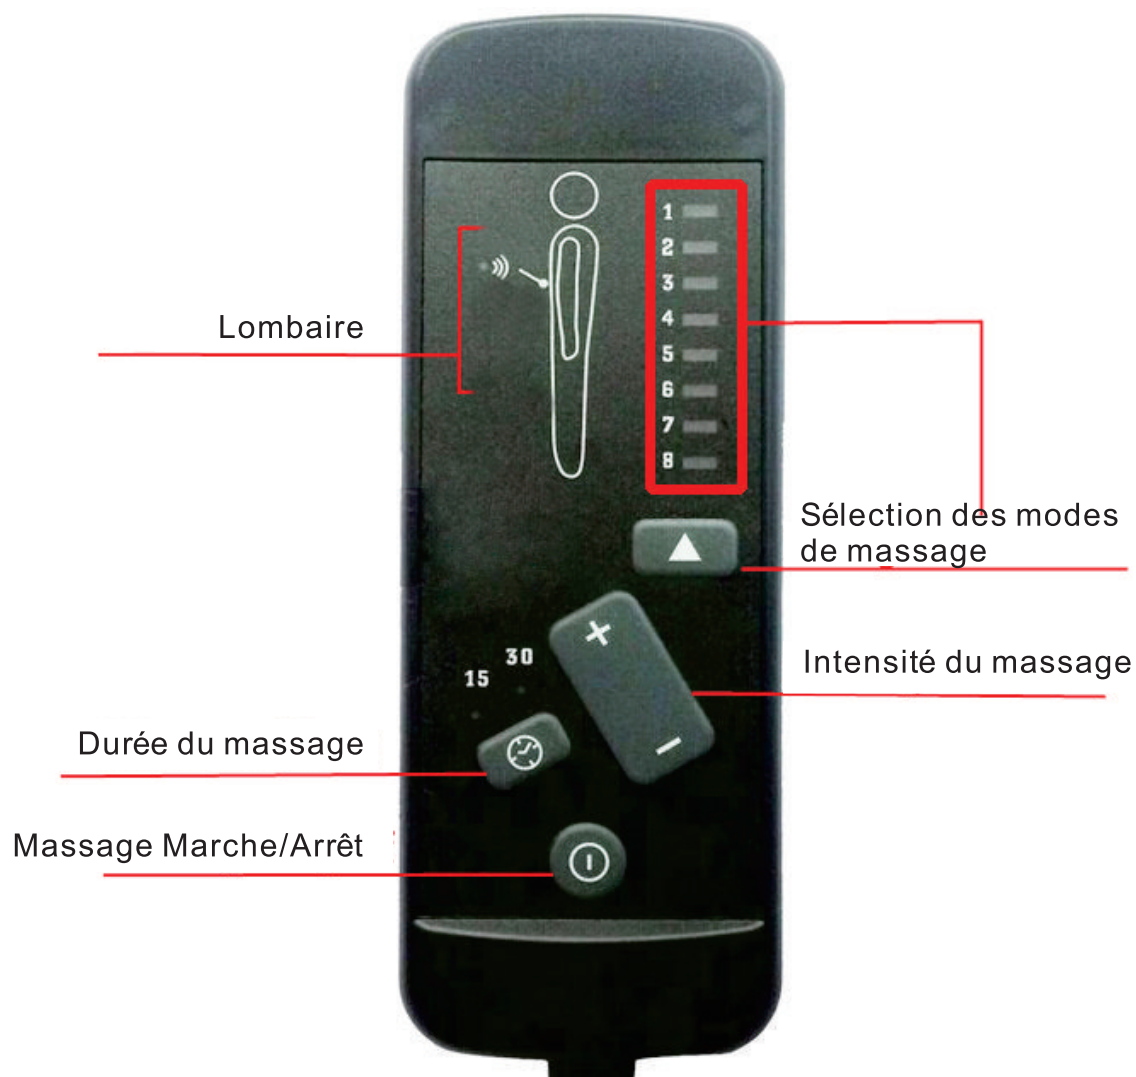 1
2
3
4
5
6
7
8
Lombaire
Sélection des modes
de massage
+
30
15
Intensité du massage
−
Durée du massage
Massage Marche/Arrêt